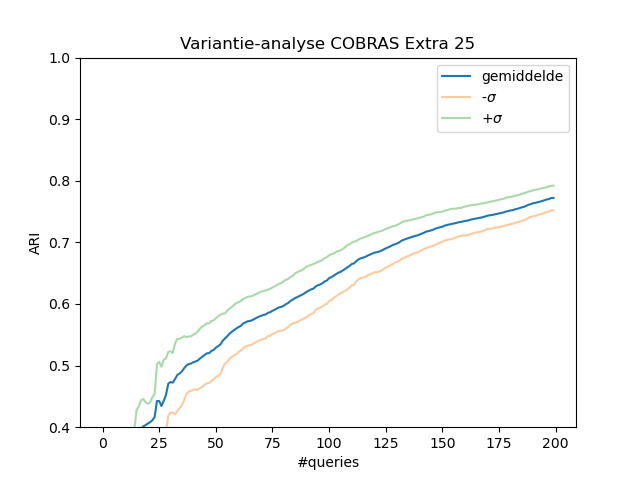 Variantie-analyse COBRAS Extra 25
1.0
0.9
0.8
0.7
0.6
0.5
0.4
ARI
0 25 50 75 100 125 150 175 200
#queries
gemiddelde
-σ
+σ